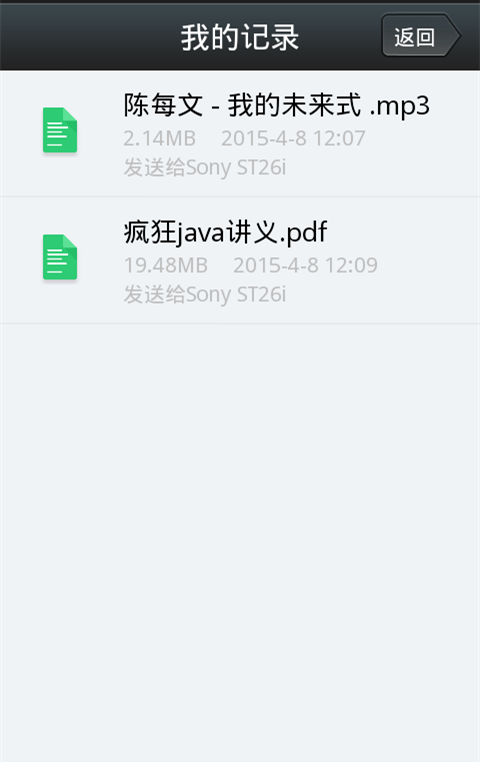 我的记录
返回
陈每文 - 我的未来式 .mp3
2.14MB 2015-4-8 12:07
发送给Sony ST26i
疯狂java讲义.pdf
19.48MB 2015-4-8 12:09
发送给Sony ST26i